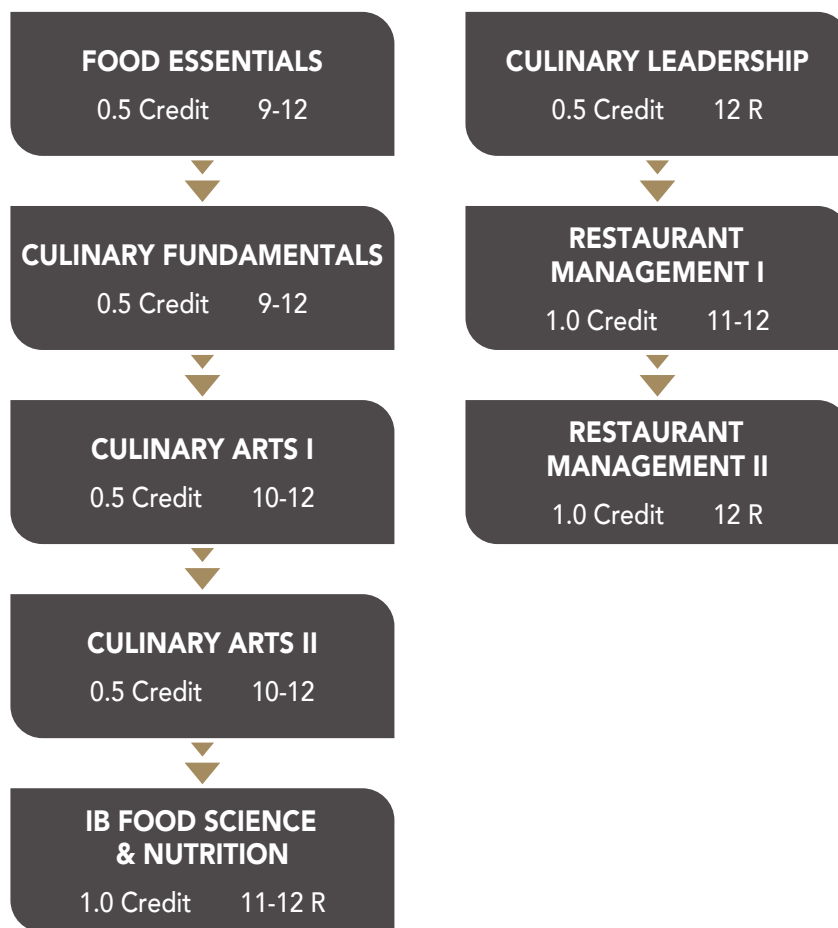 FOOD ESSENTIALS
0.5 Credit 9-12
CULINARY FUNDAMENTALS
0.5 Credit 9-12
CULINARY ARTS I
0.5 Credit 10-12
CULINARY ARTS II
0.5 Credit 10-12
IB FOOD SCIENCE
& NUTRITION
1.0 Credit 11-12 R
CULINARY LEADERSHIP
0.5 Credit 12 R
RESTAURANT
MANAGEMENT I
1.0 Credit 11-12
RESTAURANT
MANAGEMENT II
1.0 Credit 12 R